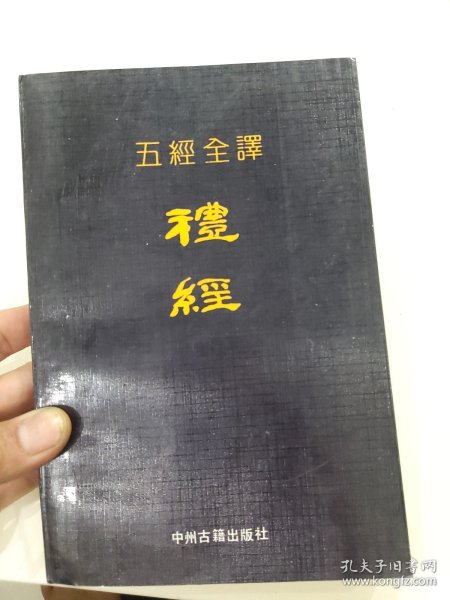 五經全譯
禮
經
中州古籍出版社
孔夫子旧书网
www.kongfz.com